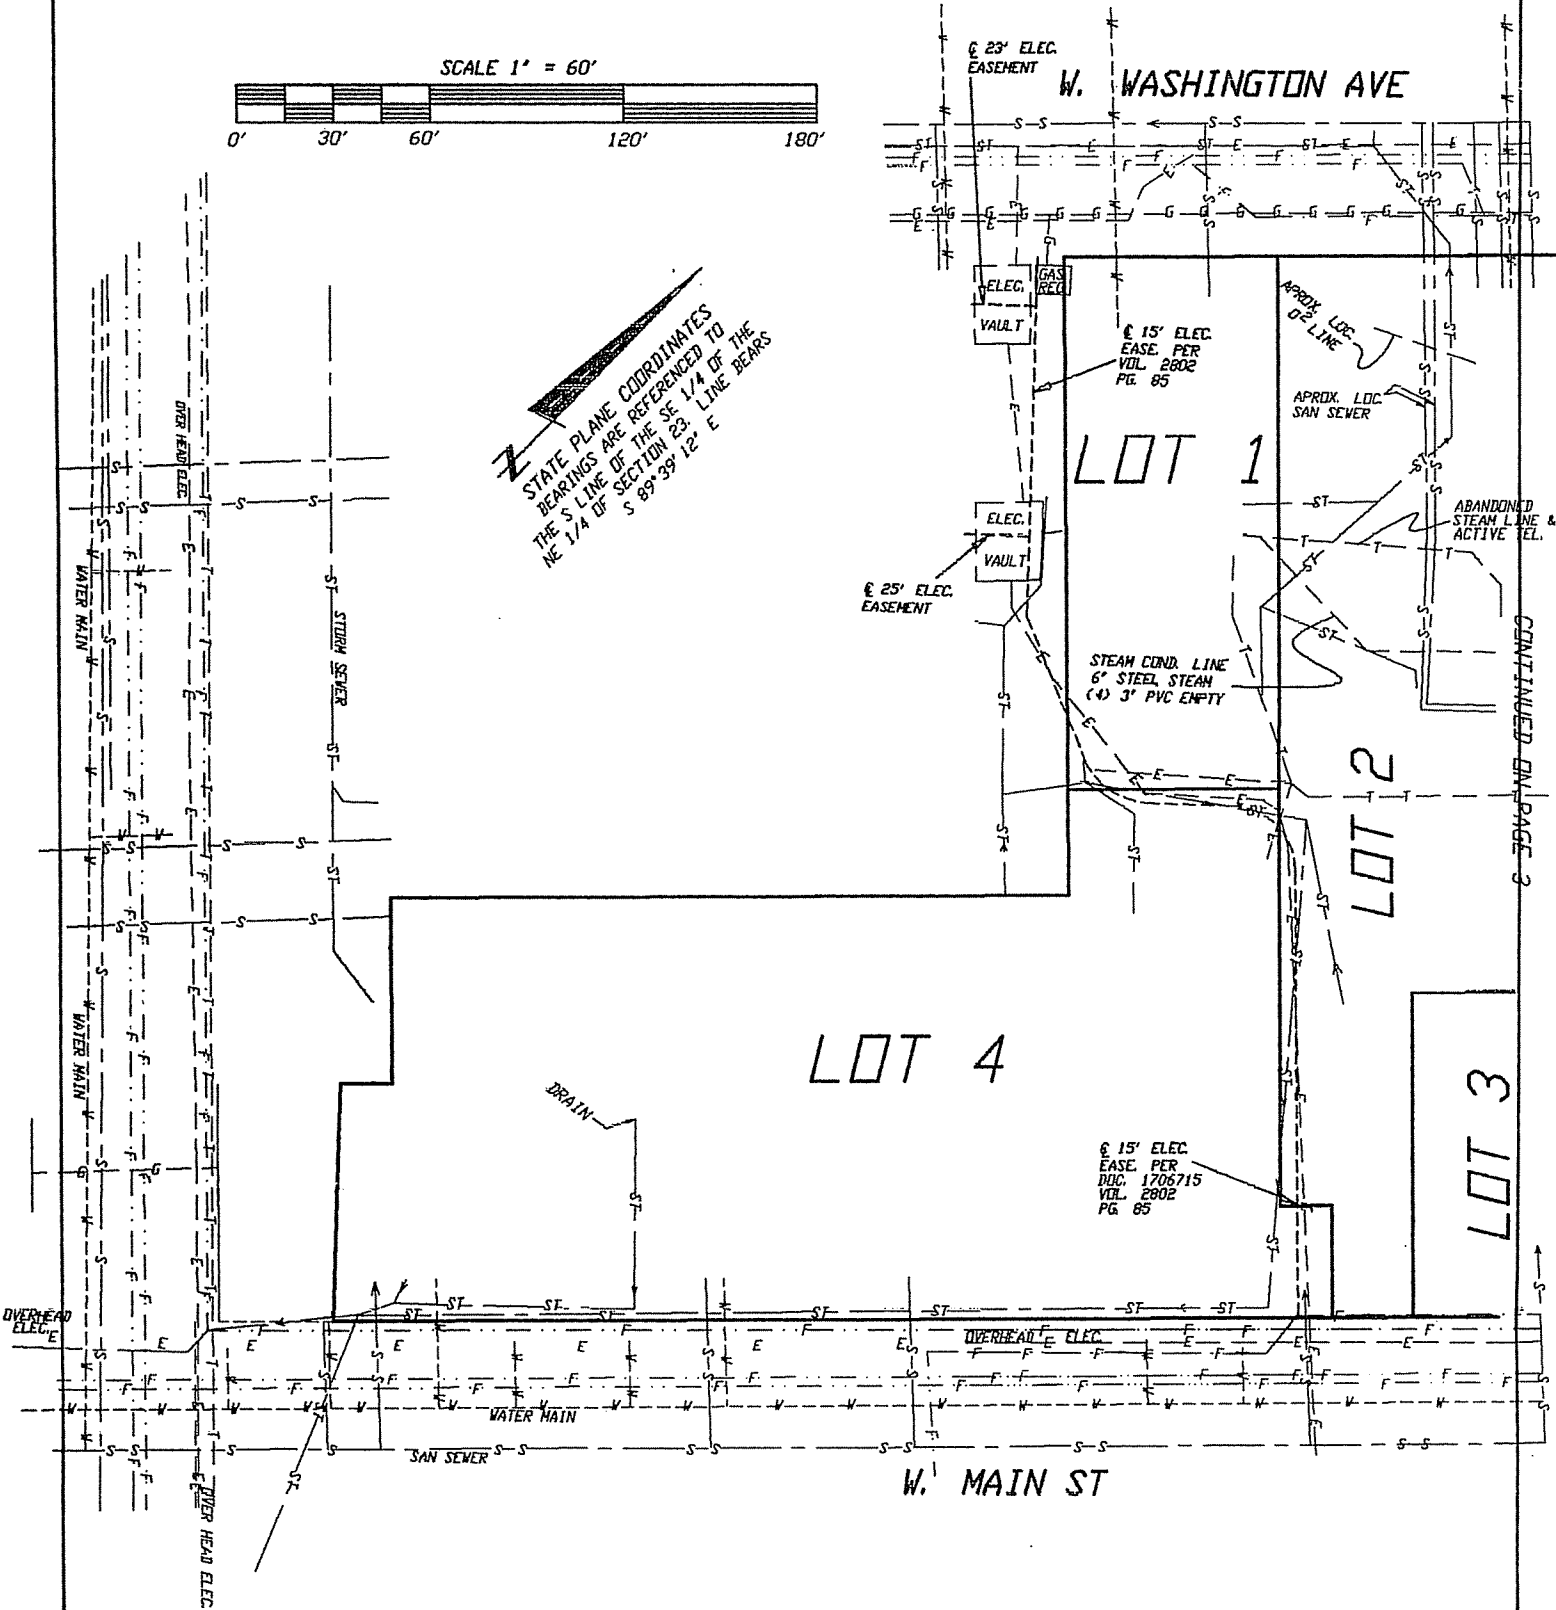 SCALE 1" = 60'
0' 30' 60' 120' 180'
℄ 23' ELEC.
EASEMENT
W. WASHINGTON AVE
STATE PLANE COORDINATES
BEARINGS ARE REFERENCED TO
THE S LINE OF THE SE 1/4 OF THE
NE 1/4 OF SECTION 23. LINE BEARS
S 89° 39' 12" E
N
ELEC.
VAULT
GAS
REG
℄ 15' ELEC.
EASE. PER
VOL. 2802
PG. 85
APROX. LOC.
O² LINE
APROX. LOC.
SAN SEWER
LOT 1
ELEC.
VAULT
℄ 25' ELEC.
EASEMENT
ABANDONED
STEAM LINE &
ACTIVE TEL.
STEAM COND. LINE
6" STEEL STEAM
(4) 3" PVC EMPTY
CONTINUED ON PAGE 3
LOT 2
OVER HEAD ELEC.
WATER MAIN
STORM SEWER
WATER MAIN
LOT 4
DRAIN
LOT 3
℄ 15' ELEC.
EASE. PER
DOC. 1706715
VOL. 2802
PG. 85
OVERHEAD
ELEC.
OVERHEAD ELEC.
WATER MAIN
SAN SEWER
W. MAIN ST
OVER HEAD ELEC.